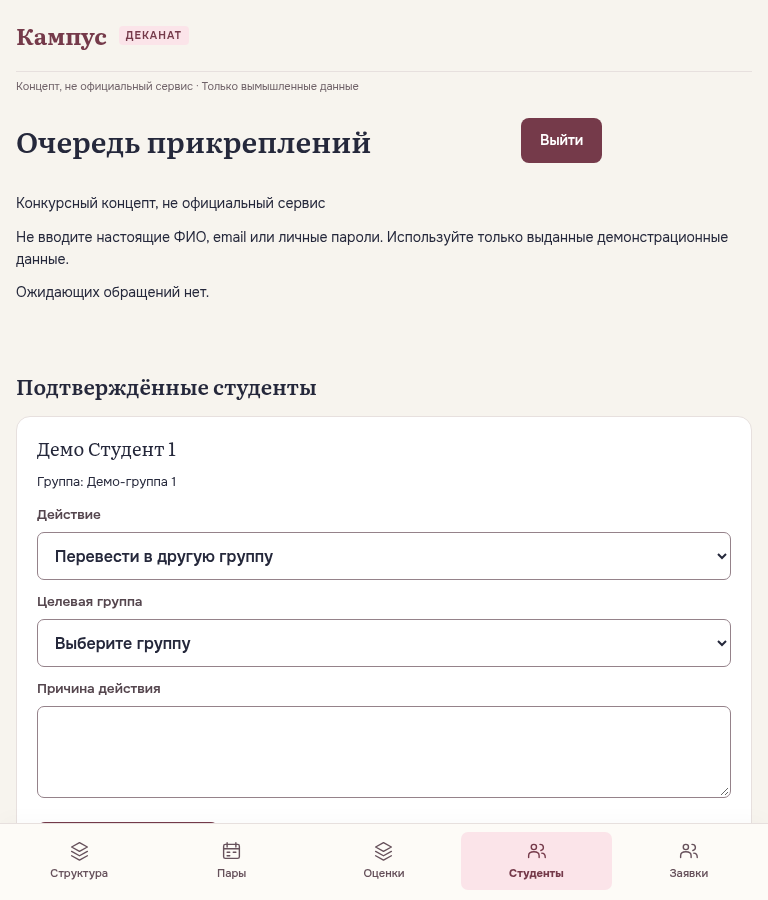 Кампус ДЕКАНАТ
Концепт, не официальный сервис · Только вымышленные данные
Очередь прикреплений
Выйти
Конкурсный концепт, не официальный сервис
Не вводите настоящие ФИО, email или личные пароли. Используйте только выданные демонстрационные
данные.
Ожидающих обращений нет.
Подтверждённые студенты
Демо Студент 1
Группа: Демо-группа 1
Действие
Перевести в другую группу
Целевая группа
Выберите группу
Причина действия
Структура
Пары
Оценки
Студенты
Заявки